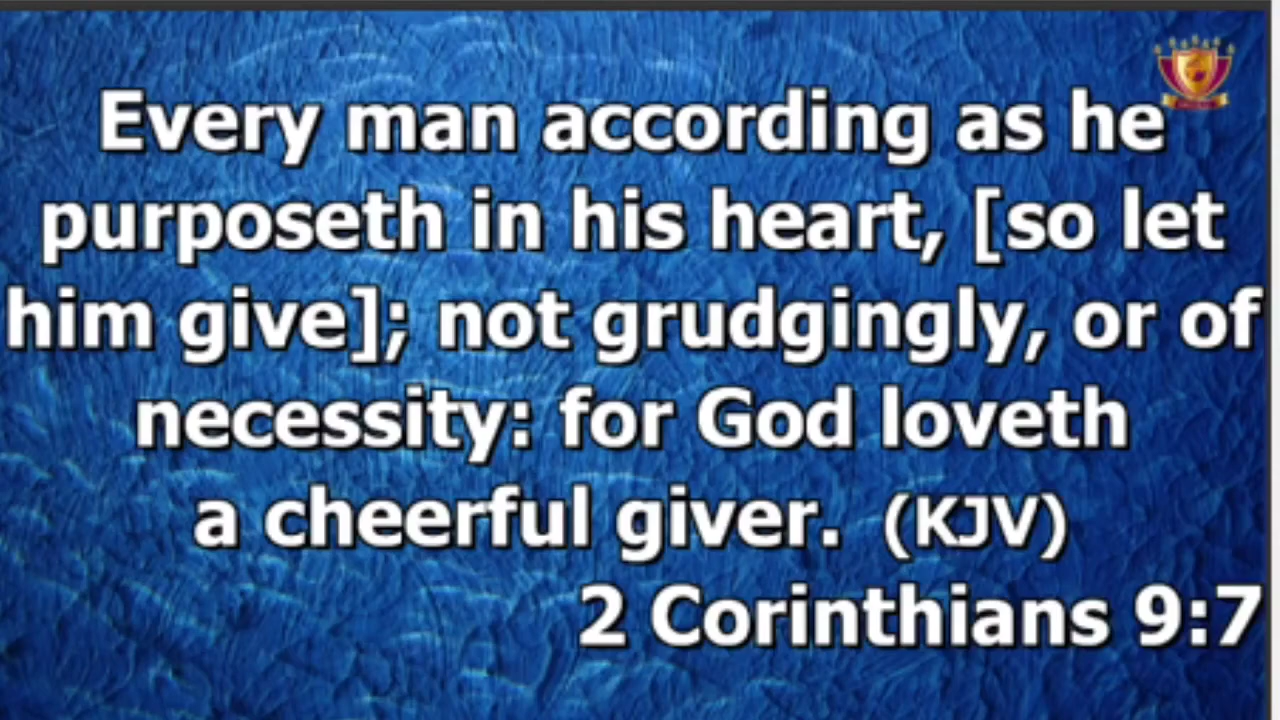 Every man according as he
purposeth in his heart, [so let
him give]; not grudgingly, or of
necessity: for God loveth
a cheerful giver. (KJV)
2 Corinthians 9:7